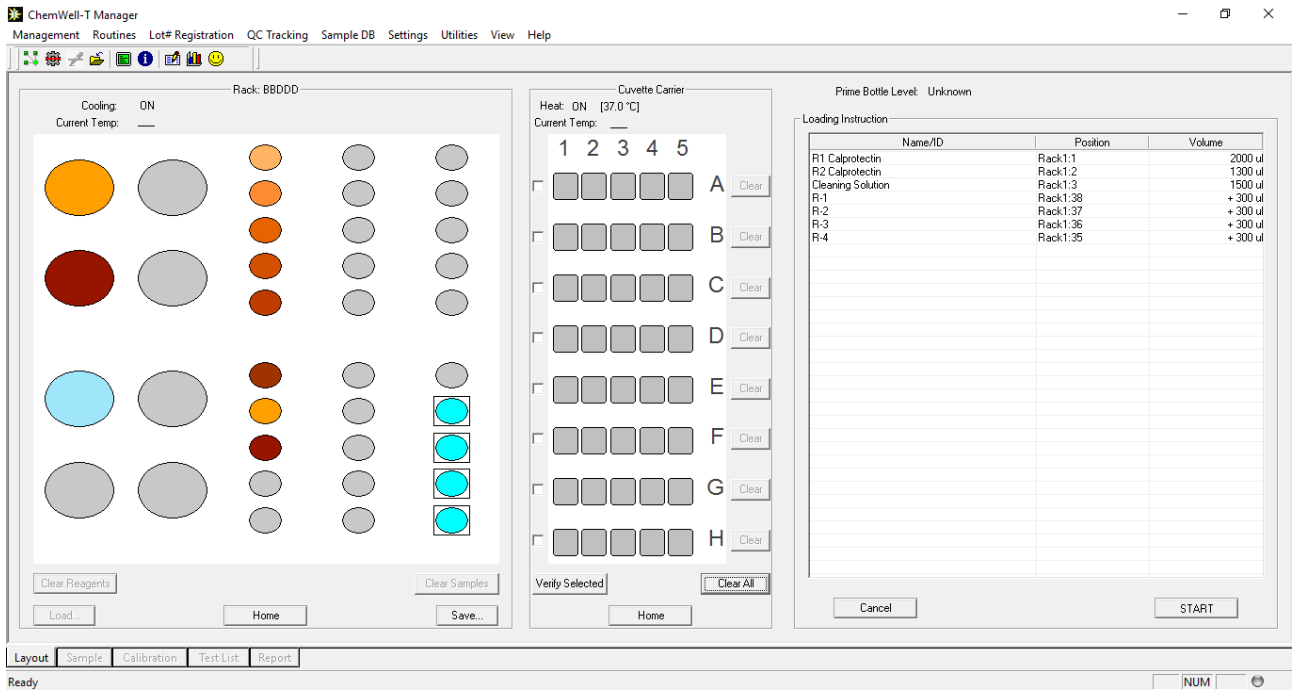 ChemWell-T Manager
Management Routines Lot# Registration QC Tracking Sample DB Settings Utilities View Help
Rack: BBDDD
Cooling: ON
Current Temp: __
Clear Reagents Clear Samples
Load... Home Save...
Cuvette Carrier
Heat: ON [37.0 °C]
Current Temp: __
1 2 3 4 5
A Clear
B Clear
C Clear
D Clear
E Clear
F Clear
G Clear
H Clear
Verify Selected Clear All
Home
Prime Bottle Level: Unknown
Loading Instruction
Name/ID Position Volume
R1 Calprotectin Rack1:1 2000 ul
R2 Calprotectin Rack1:2 1300 ul
Cleaning Solution Rack1:3 1500 ul
R-1 Rack1:38 + 300 ul
R-2 Rack1:37 + 300 ul
R-3 Rack1:36 + 300 ul
R-4 Rack1:35 + 300 ul
Cancel START
Layout Sample Calibration Test List Report
Ready NUM